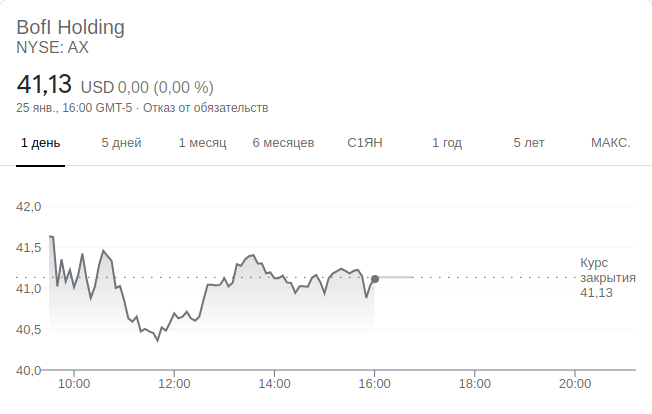 BofI Holding
NYSE: AX
41,13 USD 0,00 (0,00 %)
25 янв., 16:00 GMT-5 · Отказ от обязательств
1 день 5 дней 1 месяц 6 месяцев С1ЯН 1 год 5 лет МАКС.
42,0
41,5
Курс
закрытия
41,13
41,0
40,5
40,0
10:00 12:00 14:00 16:00 18:00 20:00